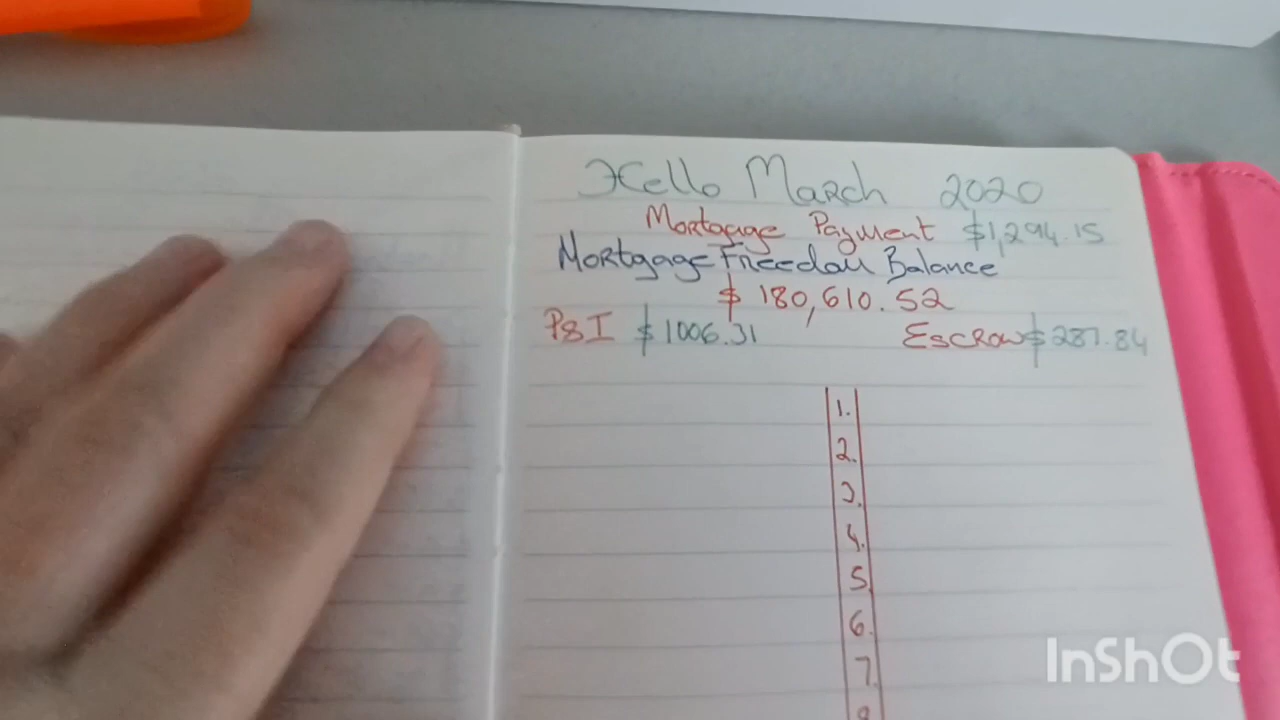 Hello March 2020
Mortgage Payment $1,294.15
Mortgage Freedom Balance
$ 180,610.52
P&I $1006.31 Escrow $287.84
1.
2.
3.
4.
5.
6.
7.
8
InShOt